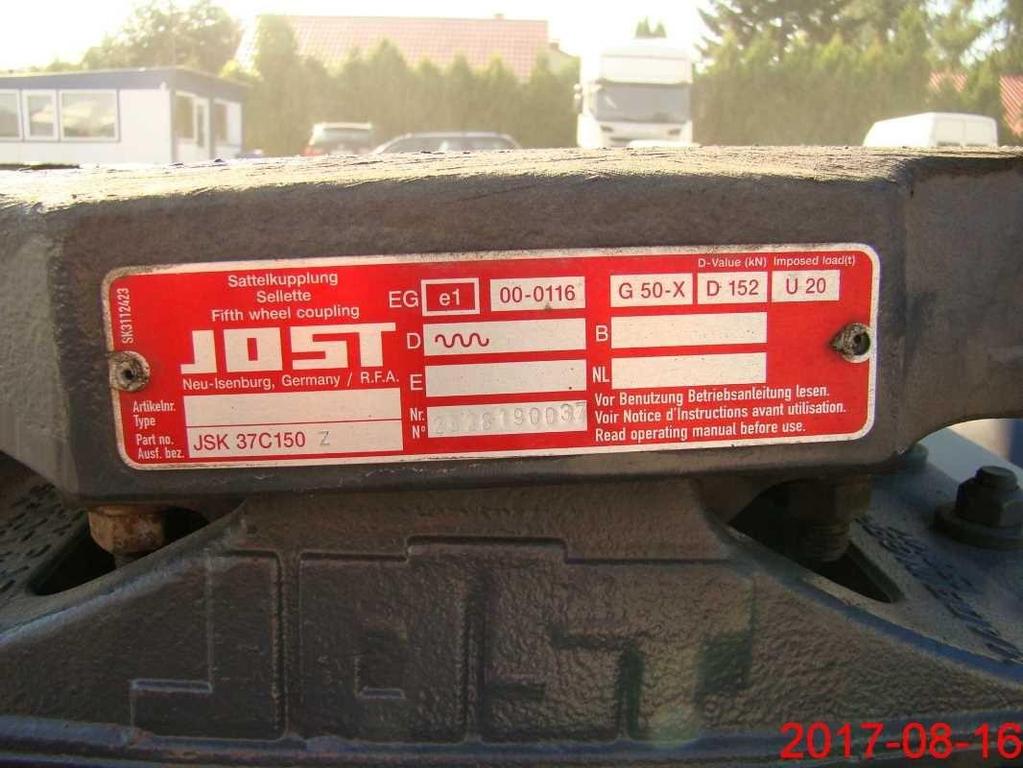 SK3112423
Sattelkupplung
Sellette
Fifth wheel coupling
JOST
Neu-Isenburg, Germany / R.F.A.
Artikelnr.
Type
Part no.
Ausf. bez.
JSK 37C150 Z
EG e1 00-0116
D
E
Nr.
N°
D-Value (kN) Imposed load(t)
G 50-X D 152 U 20
B
NL
Vor Benutzung Betriebsanleitung lesen.
Voir Notice d'Instructions avant utilisation.
Read operating manual before use.
JOST
2017-08-16